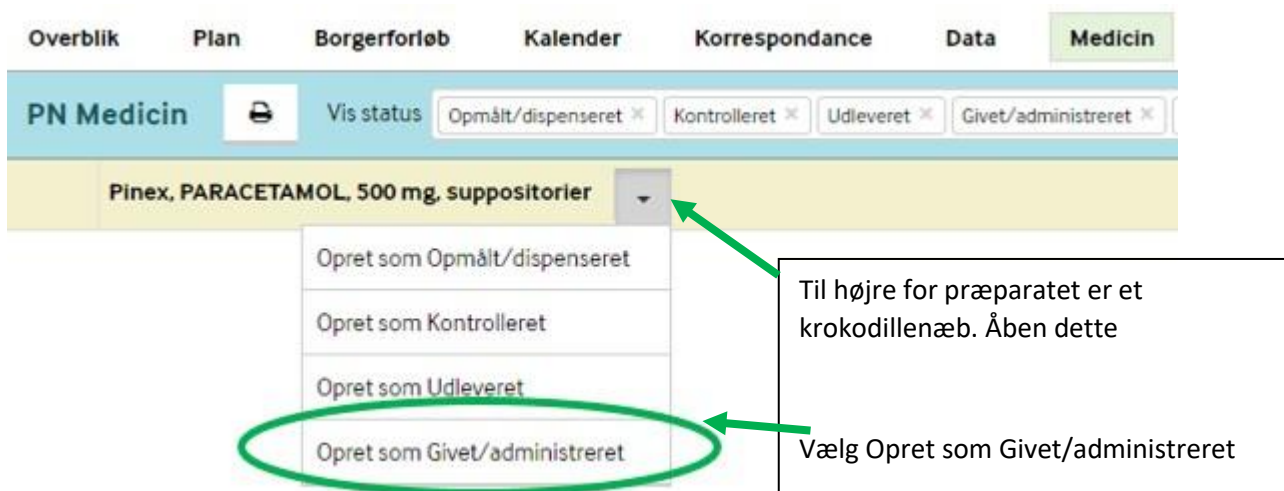 Overblik Plan Borgerforløb Kalender Korrespondance Data Medicin
PN Medicin Vis status Opmålt/dispenseret × Kontrolleret × Udleveret × Givet/administreret ×
Pinex, PARACETAMOL, 500 mg, suppositorier
Opret som Opmålt/dispenseret
Opret som Kontrolleret
Opret som Udleveret
Opret som Givet/administreret
Til højre for præparatet er et
krokodillenæb. Åben dette
Vælg Opret som Givet/administreret